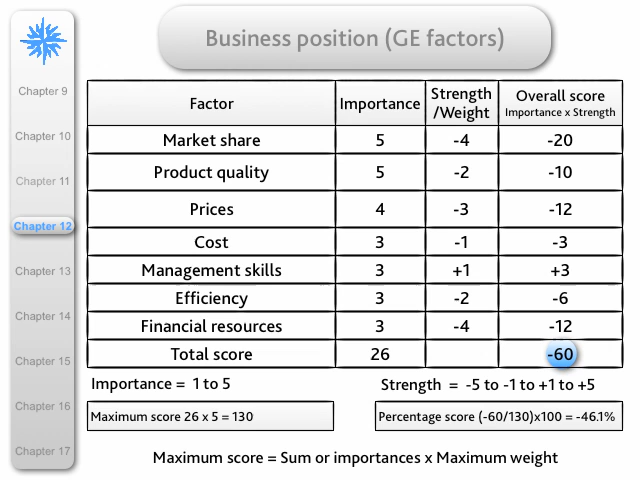 Business position (GE factors)
Chapter 9
Chapter 10
Chapter 11
Chapter 12
Chapter 13
Chapter 14
Chapter 15
Chapter 16
Chapter 17
Factor Importance Strength /Weight Overall score Importance x Strength
Market share 5 -4 -20
Product quality 5 -2 -10
Prices 4 -3 -12
Cost 3 -1 -3
Management skills 3 +1 +3
Efficiency 3 -2 -6
Financial resources 3 -4 -12
Total score 26 -60
Importance = 1 to 5 Strength = -5 to -1 to +1 to +5
Maximum score 26 x 5 = 130 Percentage score (-60/130)x100 = -46.1%
Maximum score = Sum or importances x Maximum weight